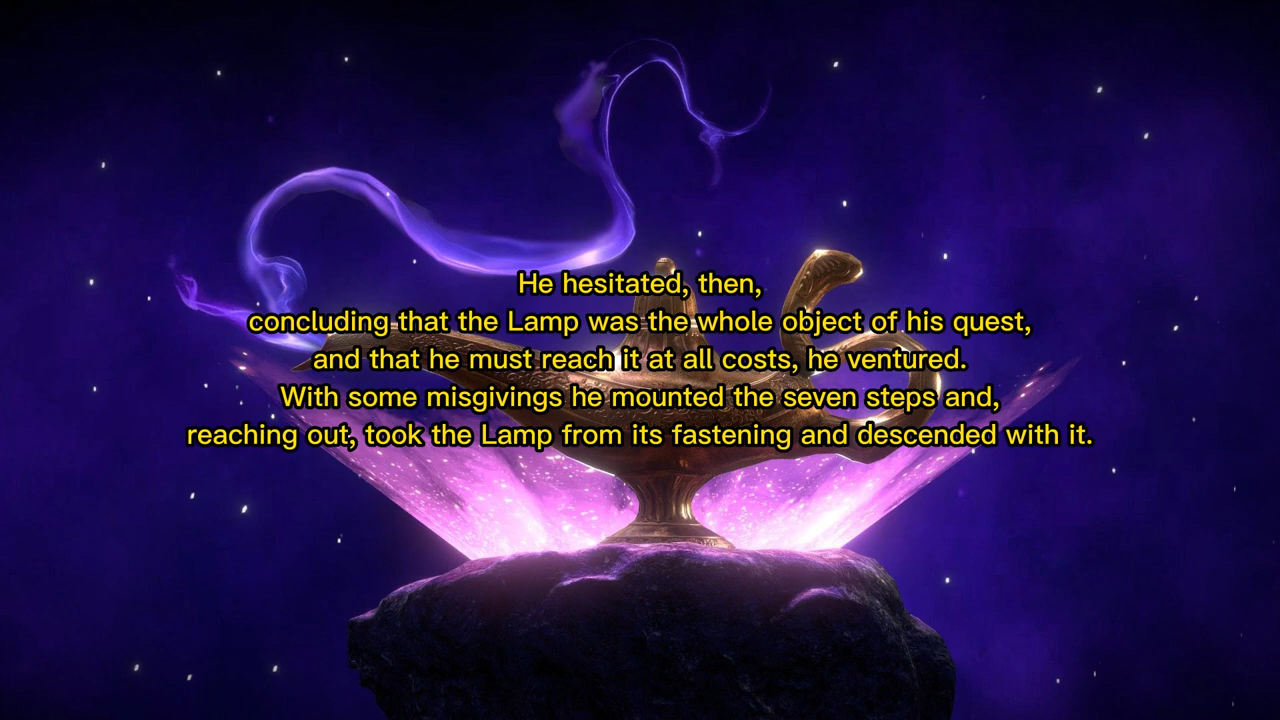 He hesitated, then,
concluding that the Lamp was the whole object of his quest,
and that he must reach it at all costs, he ventured.
With some misgivings he mounted the seven steps and,
reaching out, took the Lamp from its fastening and descended with it.